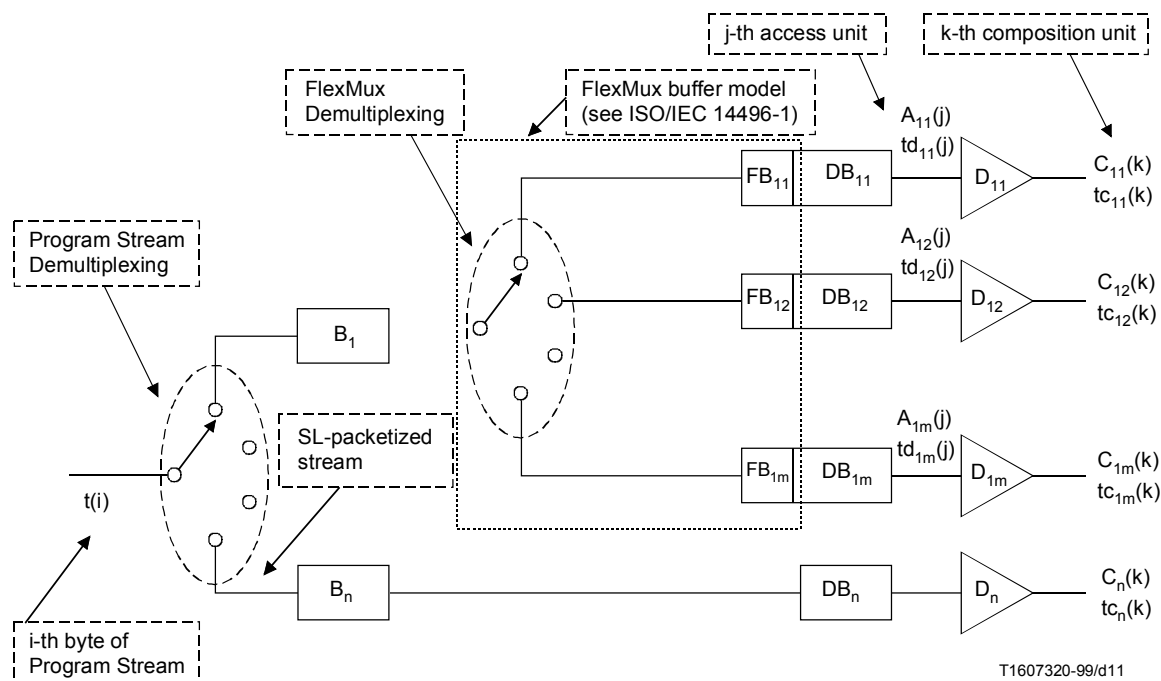 j-th access unit
k-th composition unit
FlexMux
Demultiplexing
FlexMux buffer model
(see ISO/IEC 14496-1)
A11(j)
td11(j)
FB11
DB11
D11
C11(k)
tc11(k)
Program Stream
Demultiplexing
A12(j)
td12(j)
FB12
DB12
D12
C12(k)
tc12(k)
B1
SL-packetized
stream
A1m(j)
td1m(j)
FB1m
DB1m
D1m
C1m(k)
tc1m(k)
t(i)
Bn
DBn
Dn
Cn(k)
tcn(k)
i-th byte of
Program Stream
T1607320-99/d11